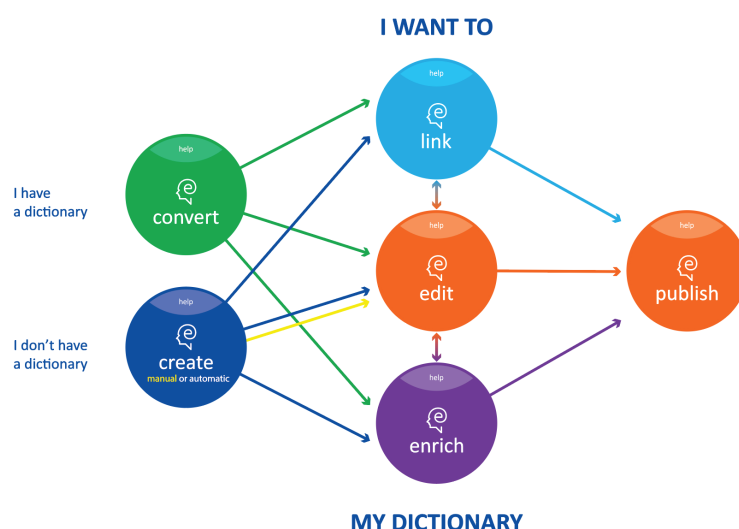 I WANT TO
help
link
help
convert
I have
a dictionary
help
edit
help
publish
help
create
manual or automatic
I don't have
a dictionary
help
enrich
MY DICTIONARY